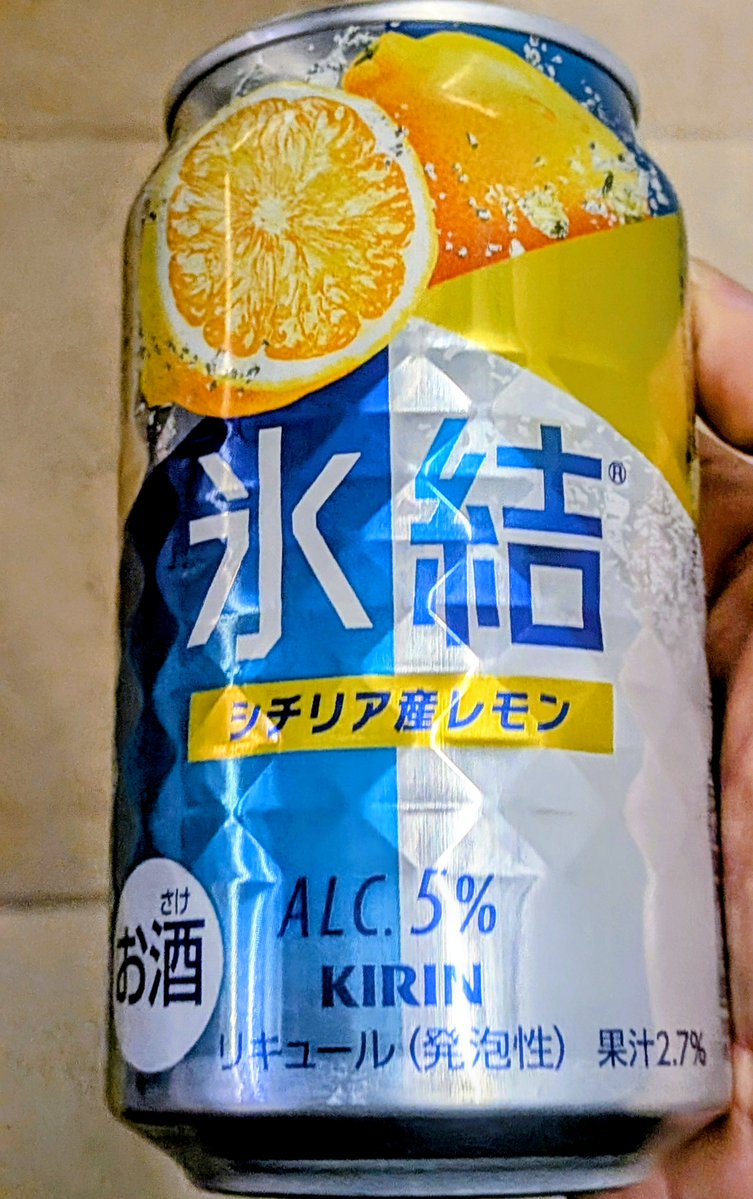 氷結®
シチリア産レモン
さけ
お酒
ALC.5%
KIRIN
リキュール(発泡性) 果汁2.7%